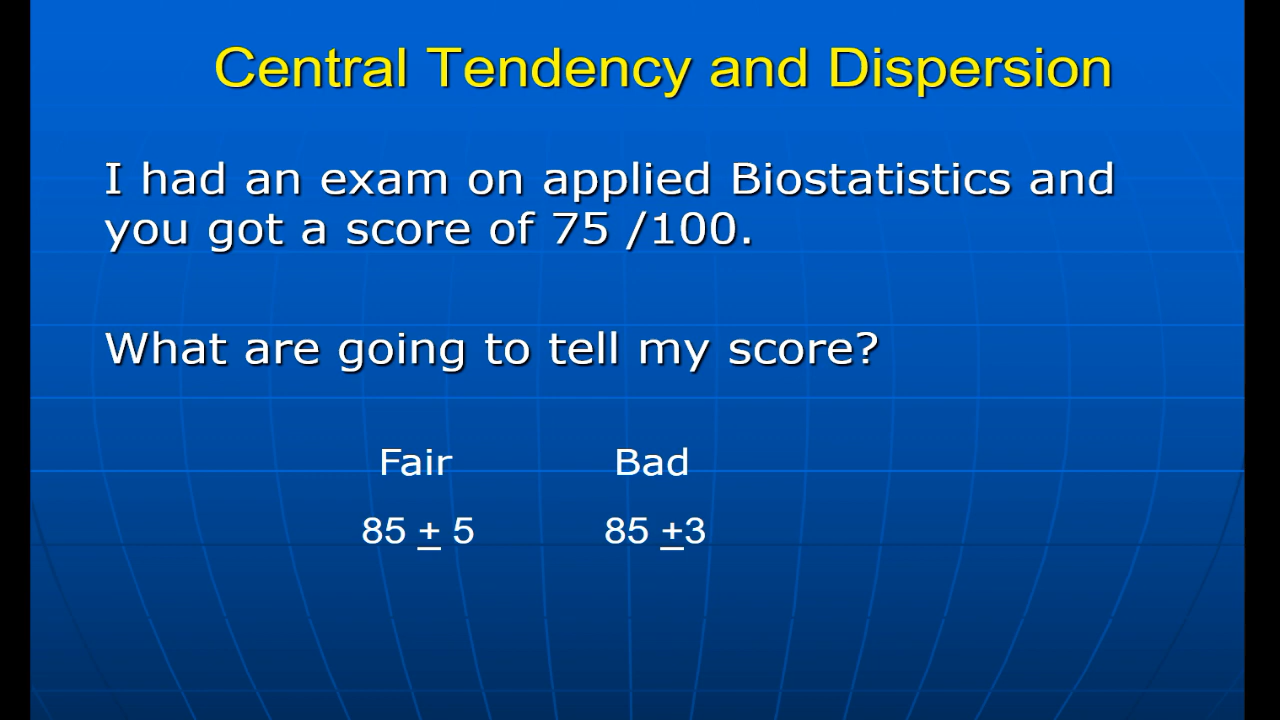 Central Tendency and Dispersion
I had an exam on applied Biostatistics and
you got a score of 75 /100.
What are going to tell my score?
Fair Bad
85 + 5 85 +3